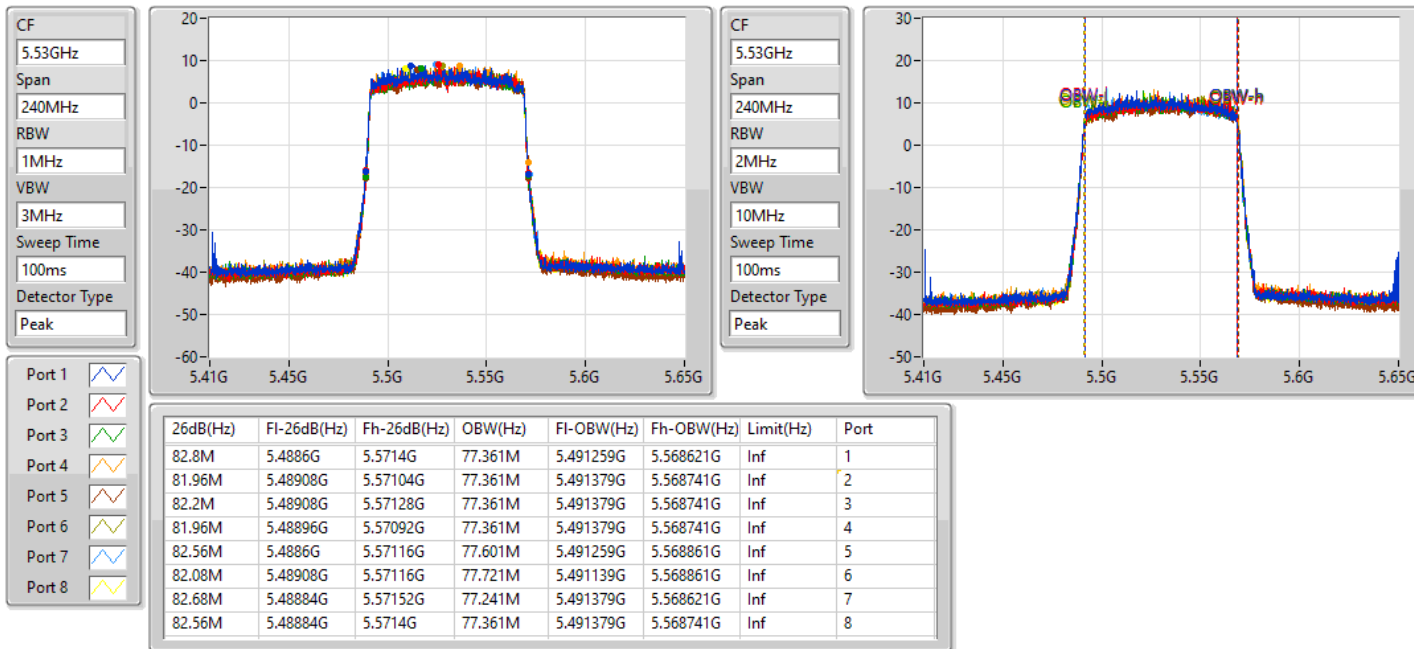 CF
5.53GHz
Span
240MHz
RBW
1MHz
VBW
3MHz
Sweep Time
100ms
Detector Type
Peak
20
10
0
-10
-20
-30
-40
-50
-60
5.41G 5.45G 5.5G 5.55G 5.6G 5.65G
CF
5.53GHz
Span
240MHz
RBW
2MHz
VBW
10MHz
Sweep Time
100ms
Detector Type
Peak
30
20
10
0
-10
-20
-30
-40
-50
OBW-l OBW-h
5.41G 5.45G 5.5G 5.55G 5.6G 5.65G
Port 1
Port 2
Port 3
Port 4
Port 5
Port 6
Port 7
Port 8
26dB(Hz) Fl-26dB(Hz) Fh-26dB(Hz) OBW(Hz) Fl-OBW(Hz) Fh-OBW(Hz) Limit(Hz) Port
82.8M 5.4886G 5.5714G 77.361M 5.491259G 5.568621G Inf 1
81.96M 5.48908G 5.57104G 77.361M 5.491379G 5.568741G Inf 2
82.2M 5.48908G 5.57128G 77.361M 5.491379G 5.568741G Inf 3
81.96M 5.48896G 5.57092G 77.361M 5.491379G 5.568741G Inf 4
82.56M 5.4886G 5.57116G 77.601M 5.491259G 5.568861G Inf 5
82.08M 5.48908G 5.57116G 77.721M 5.491139G 5.568861G Inf 6
82.68M 5.48884G 5.57152G 77.241M 5.491379G 5.568621G Inf 7
82.56M 5.48884G 5.5714G 77.361M 5.491379G 5.568741G Inf 8